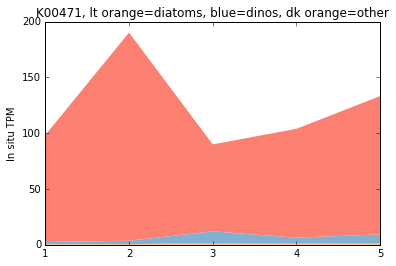 K00471, lt orange=diatoms, blue=dinos, dk orange=other
200
150
100
50
0
In situ TPM
1 2 3 4 5